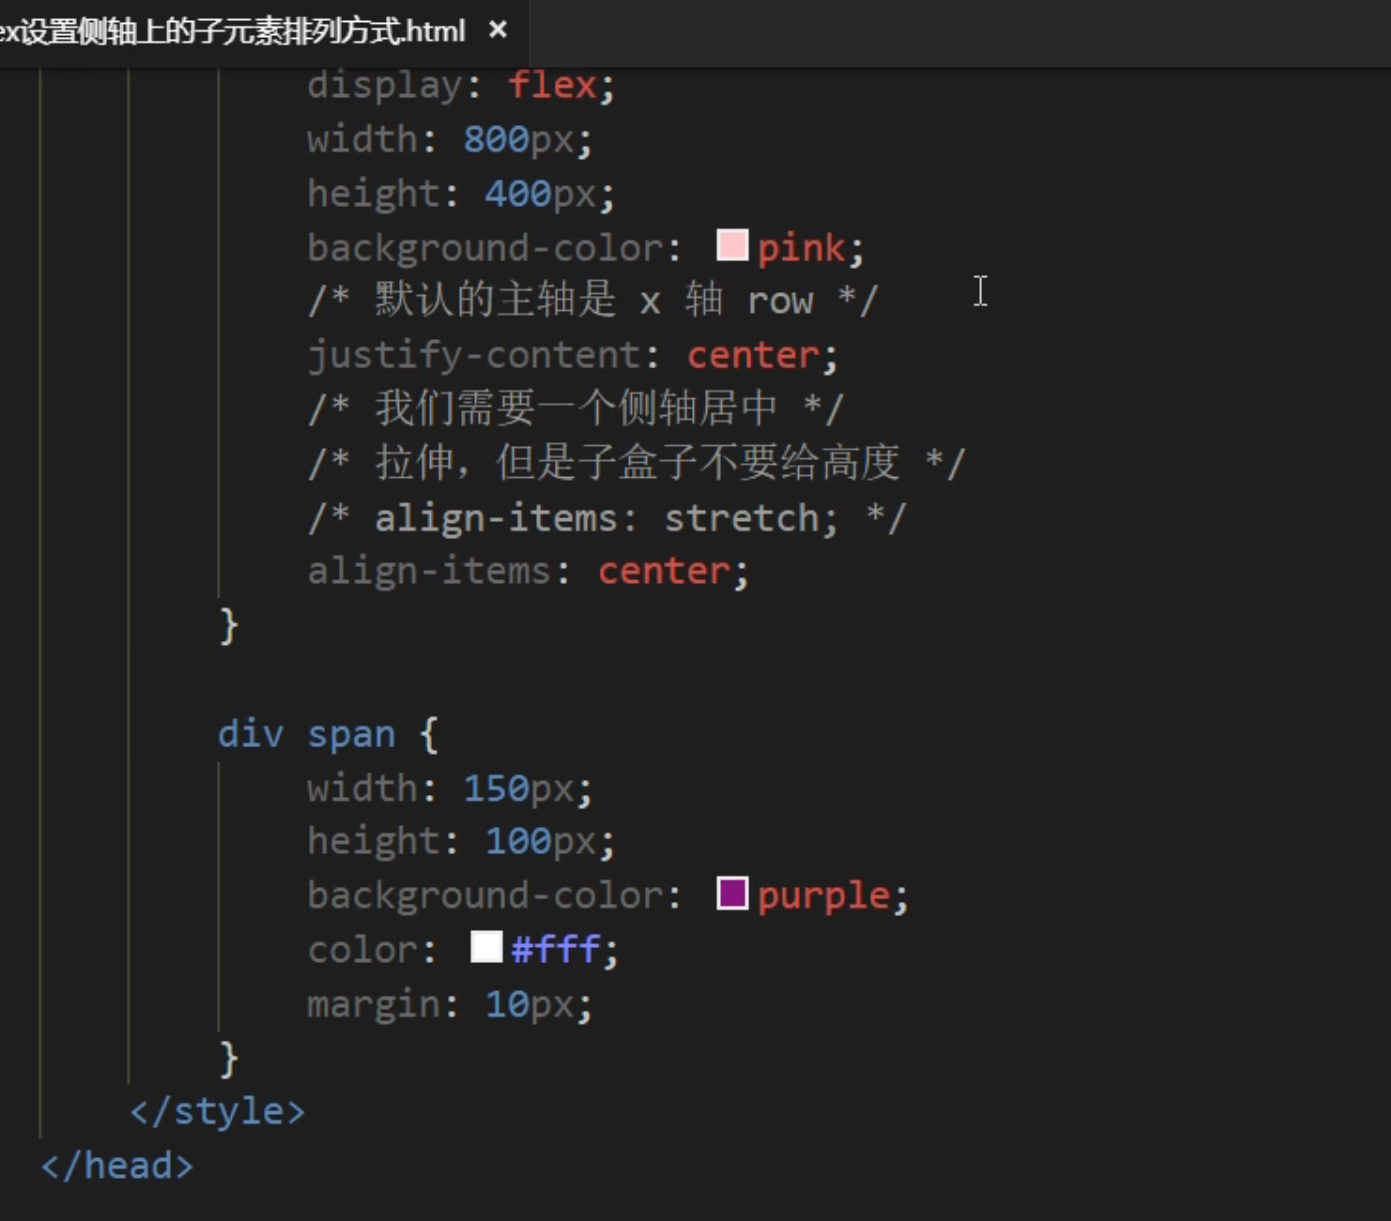 ex设置侧轴上的子元素排列方式.html ×
display: flex;
width: 800px;
height: 400px;
background-color: pink;
/* 默认的主轴是 x 轴 row */
justify-content: center;
/* 我们需要一个侧轴居中 */
/* 拉伸，但是子盒子不要给高度 */
/* align-items: stretch; */
align-items: center;
}
div span {
width: 150px;
height: 100px;
background-color: purple;
color: #fff;
margin: 10px;
}
</style>
</head>